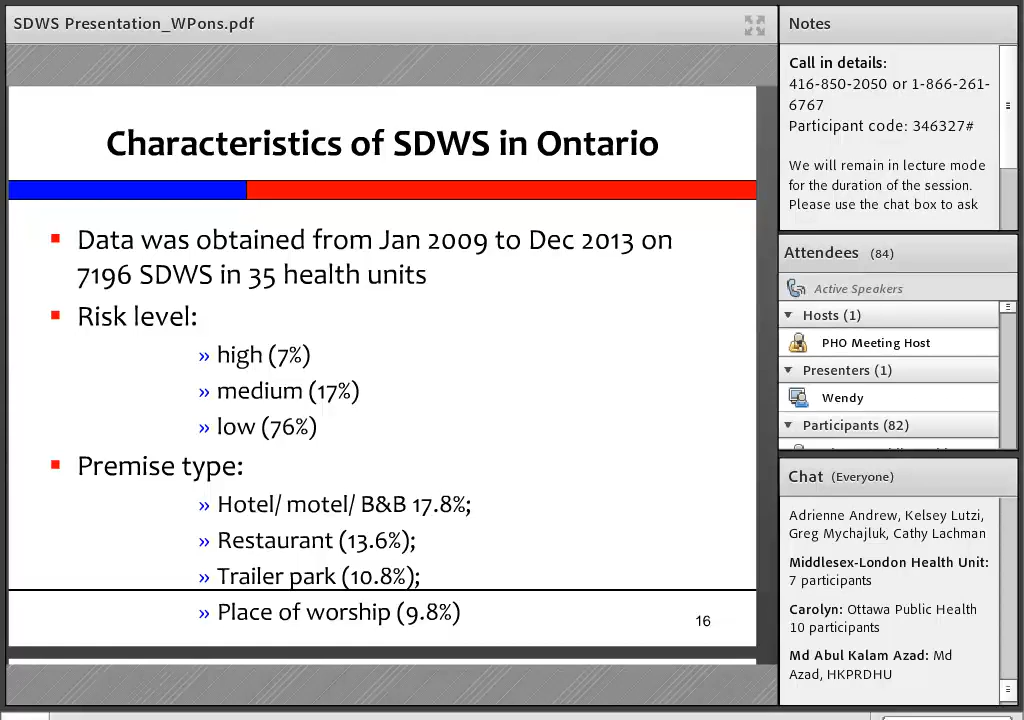 SDWS Presentation_WPons.pdf
Characteristics of SDWS in Ontario
Data was obtained from Jan 2009 to Dec 2013 on
7196 SDWS in 35 health units
Risk level:
» high (7%)
» medium (17%)
» low (76%)
Premise type:
» Hotel/ motel/ B&B 17.8%;
» Restaurant (13.6%);
» Trailer park (10.8%);
» Place of worship (9.8%)
16
Notes
Call in details:
416-850-2050 or 1-866-261-
6767
Participant code: 346327#
We will remain in lecture mode
for the duration of the session.
Please use the chat box to ask
Attendees (84)
Active Speakers
Hosts (1)
PHO Meeting Host
Presenters (1)
Wendy
Participants (82)
Chat (Everyone)
Adrienne Andrew, Kelsey Lutzi,
Greg Mychajluk, Cathy Lachman
Middlesex-London Health Unit:
7 participants
Carolyn: Ottawa Public Health
10 participants
Md Abul Kalam Azad: Md
Azad, HKPRDHU